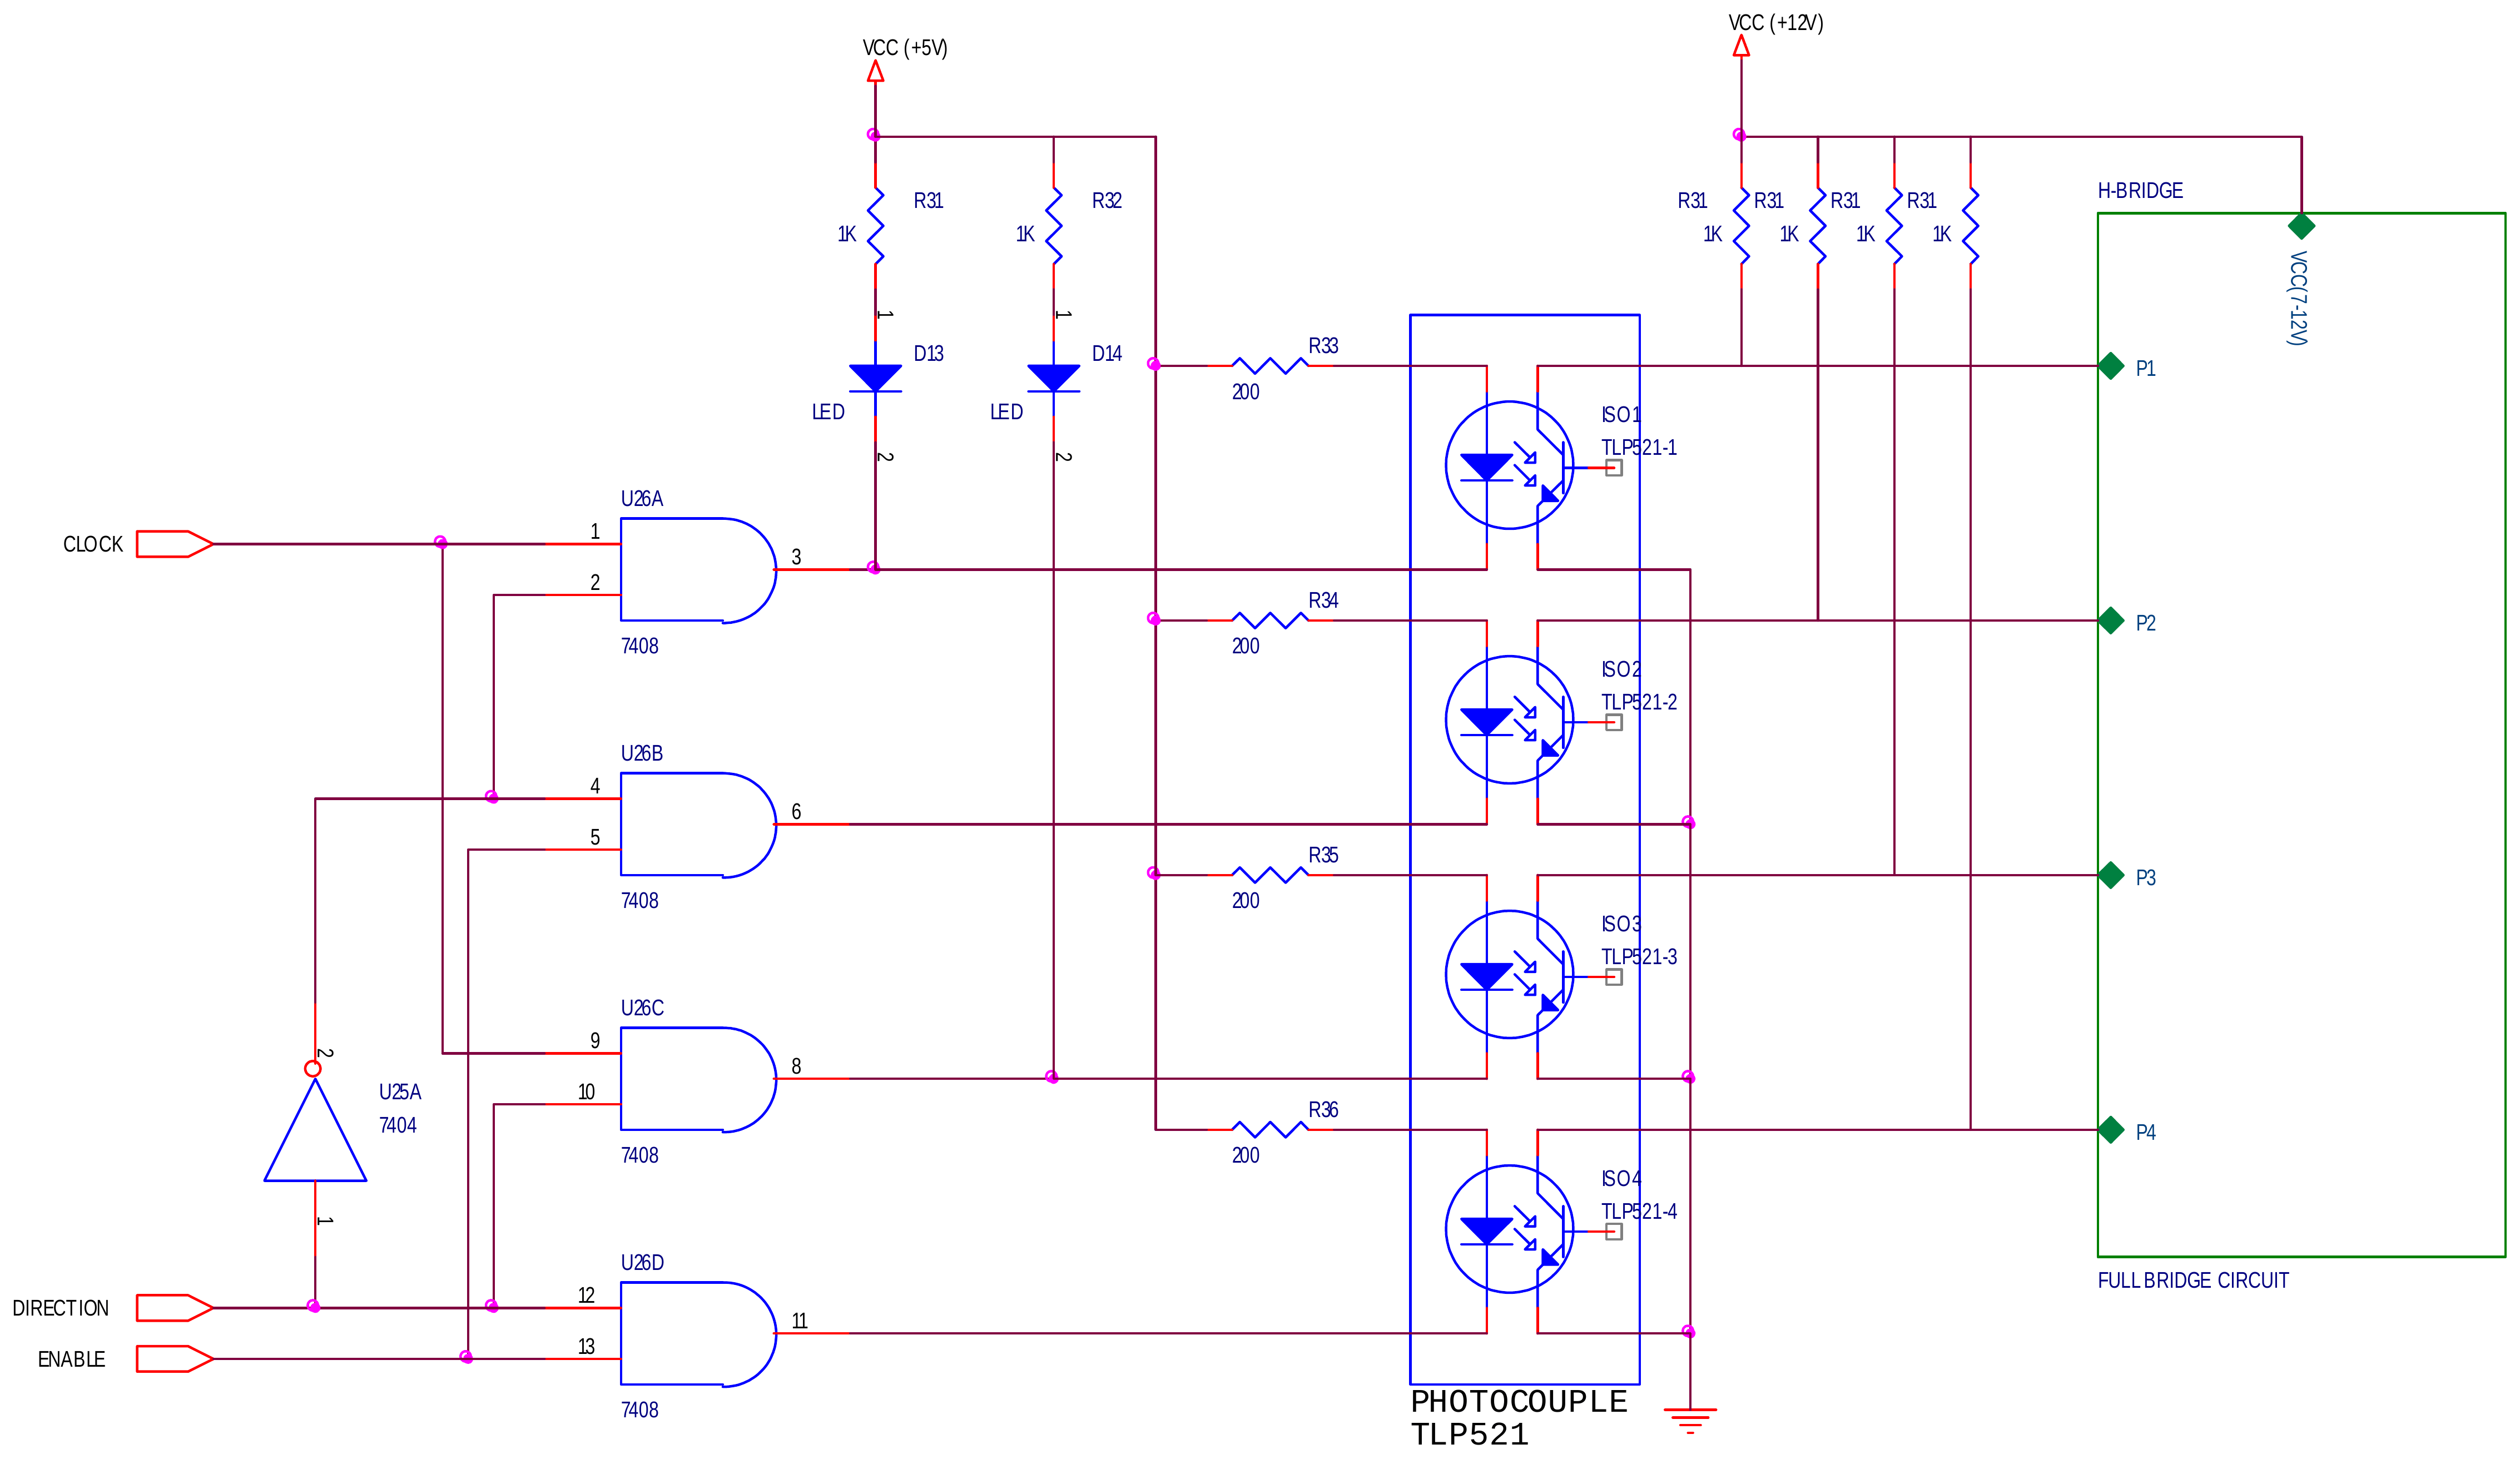 VCC (+12V)
VCC (+5V)
H-BRIDGE
R31
R32
R31
R31
R31
R31
1K
1K
1K
1K
1K
1K
VCC(7-12V)
1
1
D13
D14
LED
LED
2
2
R33
200
P1
ISO1
TLP521-1
U26A
CLOCK
1
2
3
7408
R34
200
P2
ISO2
TLP521-2
U26B
4
5
6
7408
R35
200
P3
ISO3
TLP521-3
U26C
9
10
8
7408
2
U25A
7404
1
R36
200
P4
ISO4
TLP521-4
U26D
DIRECTION
ENABLE
12
13
11
7408
FULL BRIDGE CIRCUIT
PHOTOCOUPLE
TLP521